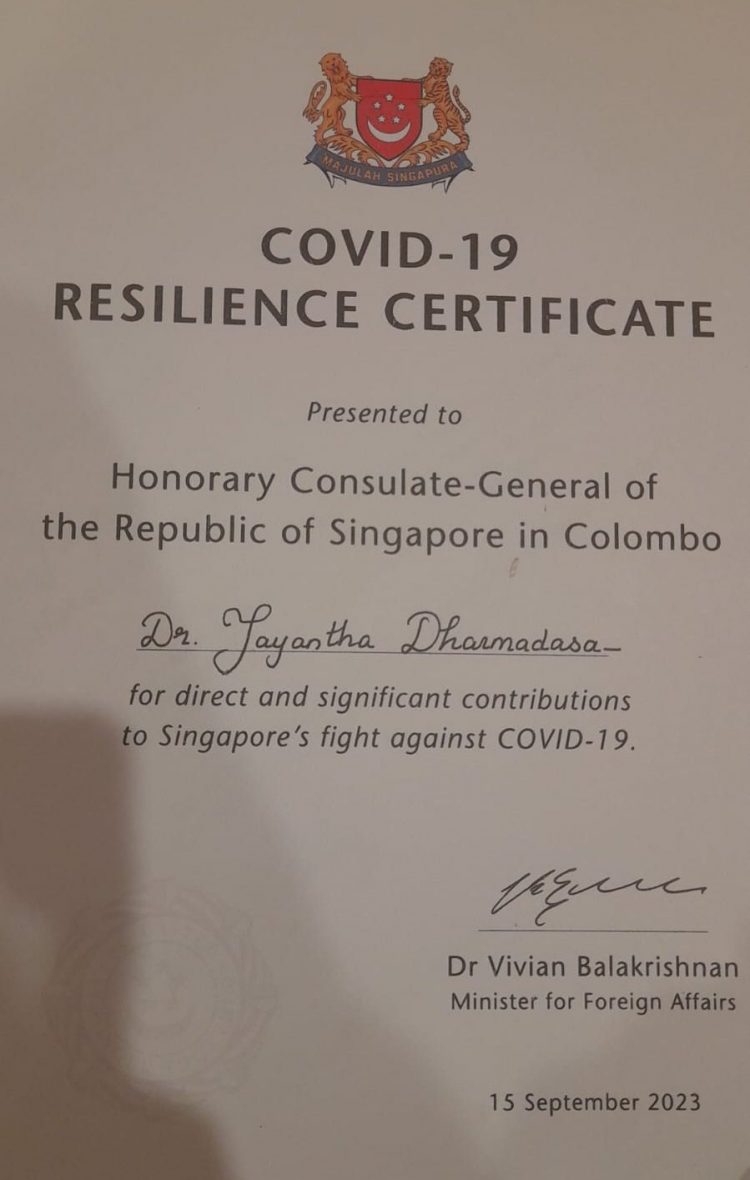 MAJULAH SINGAPURA
COVID-19
RESILIENCE CERTIFICATE
Presented to
Honorary Consulate-General of
the Republic of Singapore in Colombo
Dr. Jayantha Dharmadasa
for direct and significant contributions
to Singapore's fight against COVID-19.
Dr Vivian Balakrishnan
Minister for Foreign Affairs
15 September 2023